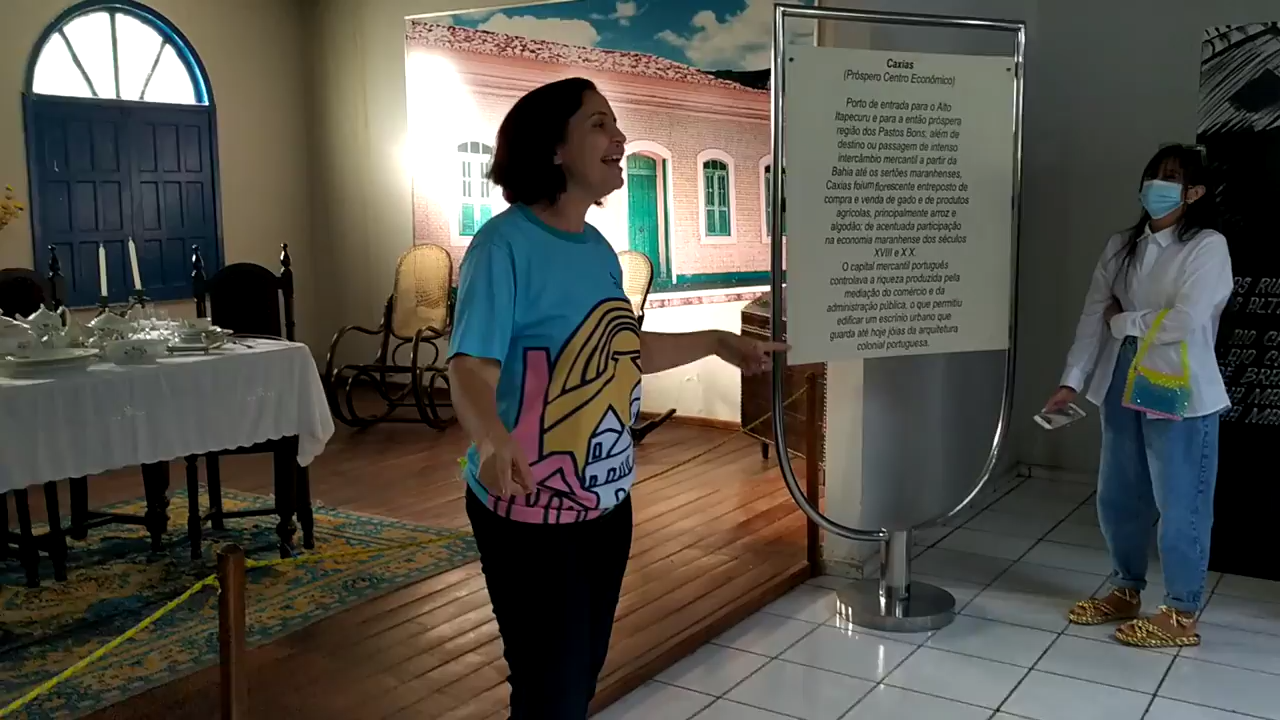 Caxias
(Próspero Centro Econômico)
Porto de entrada para o Alto
Itapecuru e para a então próspera
região dos Pastos Bons, além de
destino ou passagem de intenso
intercâmbio mercantil a partir da
Bahia até os sertões maranhenses,
Caxias foi um florescente entreposto de
compra e venda de gado e de produtos
agrícolas, principalmente arroz e
algodão; de acentuada participação
na economia maranhense dos séculos
XVIII e X X.
O capital mercantil português
controlava a riqueza produzida pela
mediação do comércio e da
administração pública, o que permitiu
edificar um escrínio urbano que
guarda até hoje jóias da arquitetura
colonial portuguesa.